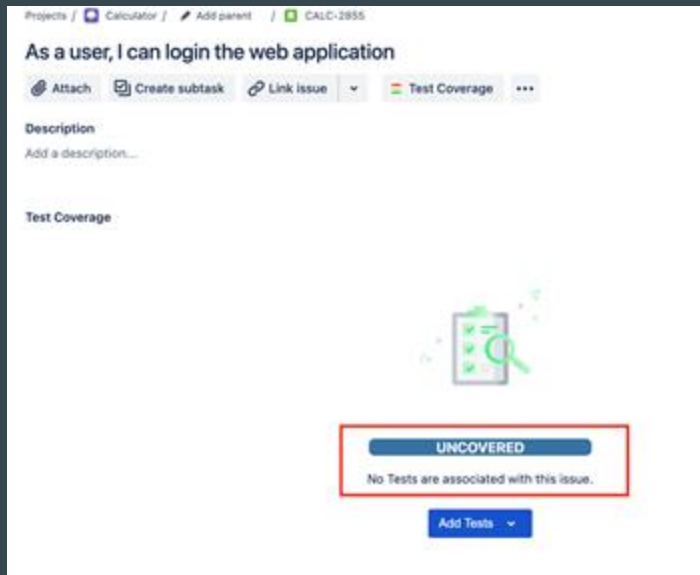 Projects / Calculator / Add parent / CALC-2855
As a user, I can login the web application
Attach Create subtask Link issue Test Coverage
Description
Add a description...
Test Coverage
UNCOVERED
No Tests are associated with this issue.
Add Tests